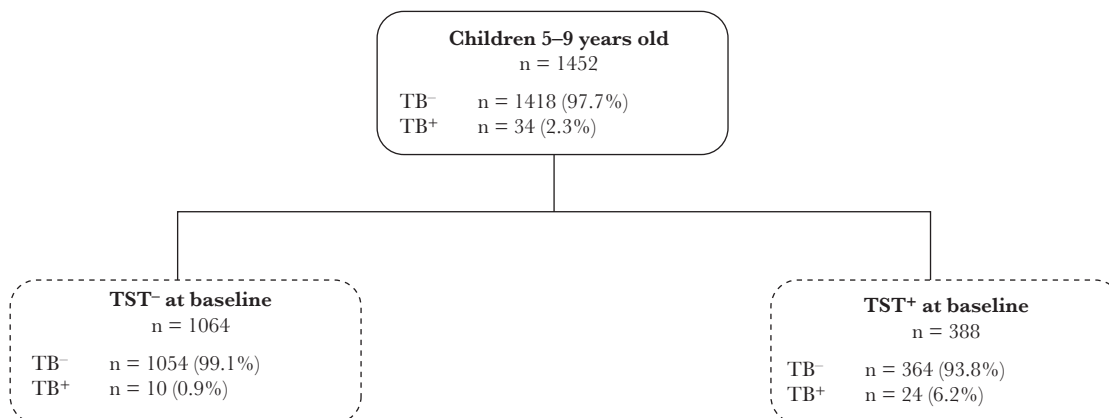 Children 5–9 years old
n = 1452
TB⁻ n = 1418 (97.7%)
TB⁺ n = 34 (2.3%)
TST⁻ at baseline
n = 1064
TB⁻ n = 1054 (99.1%)
TB⁺ n = 10 (0.9%)
TST⁺ at baseline
n = 388
TB⁻ n = 364 (93.8%)
TB⁺ n = 24 (6.2%)